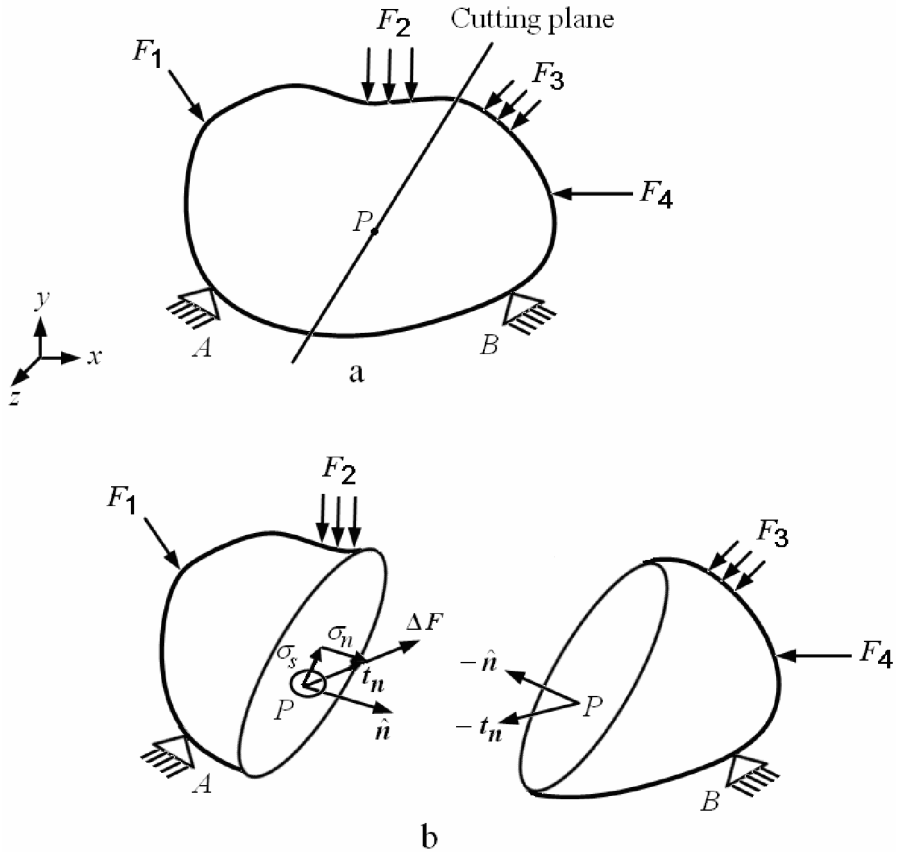 Cutting plane
F2
F1
F3
F4
P
y
x
z
A
B
a
F2
F1
F3
ΔF
σn
σs
tn
P
n̂
−n̂
F4
P
−tn
A
B
b